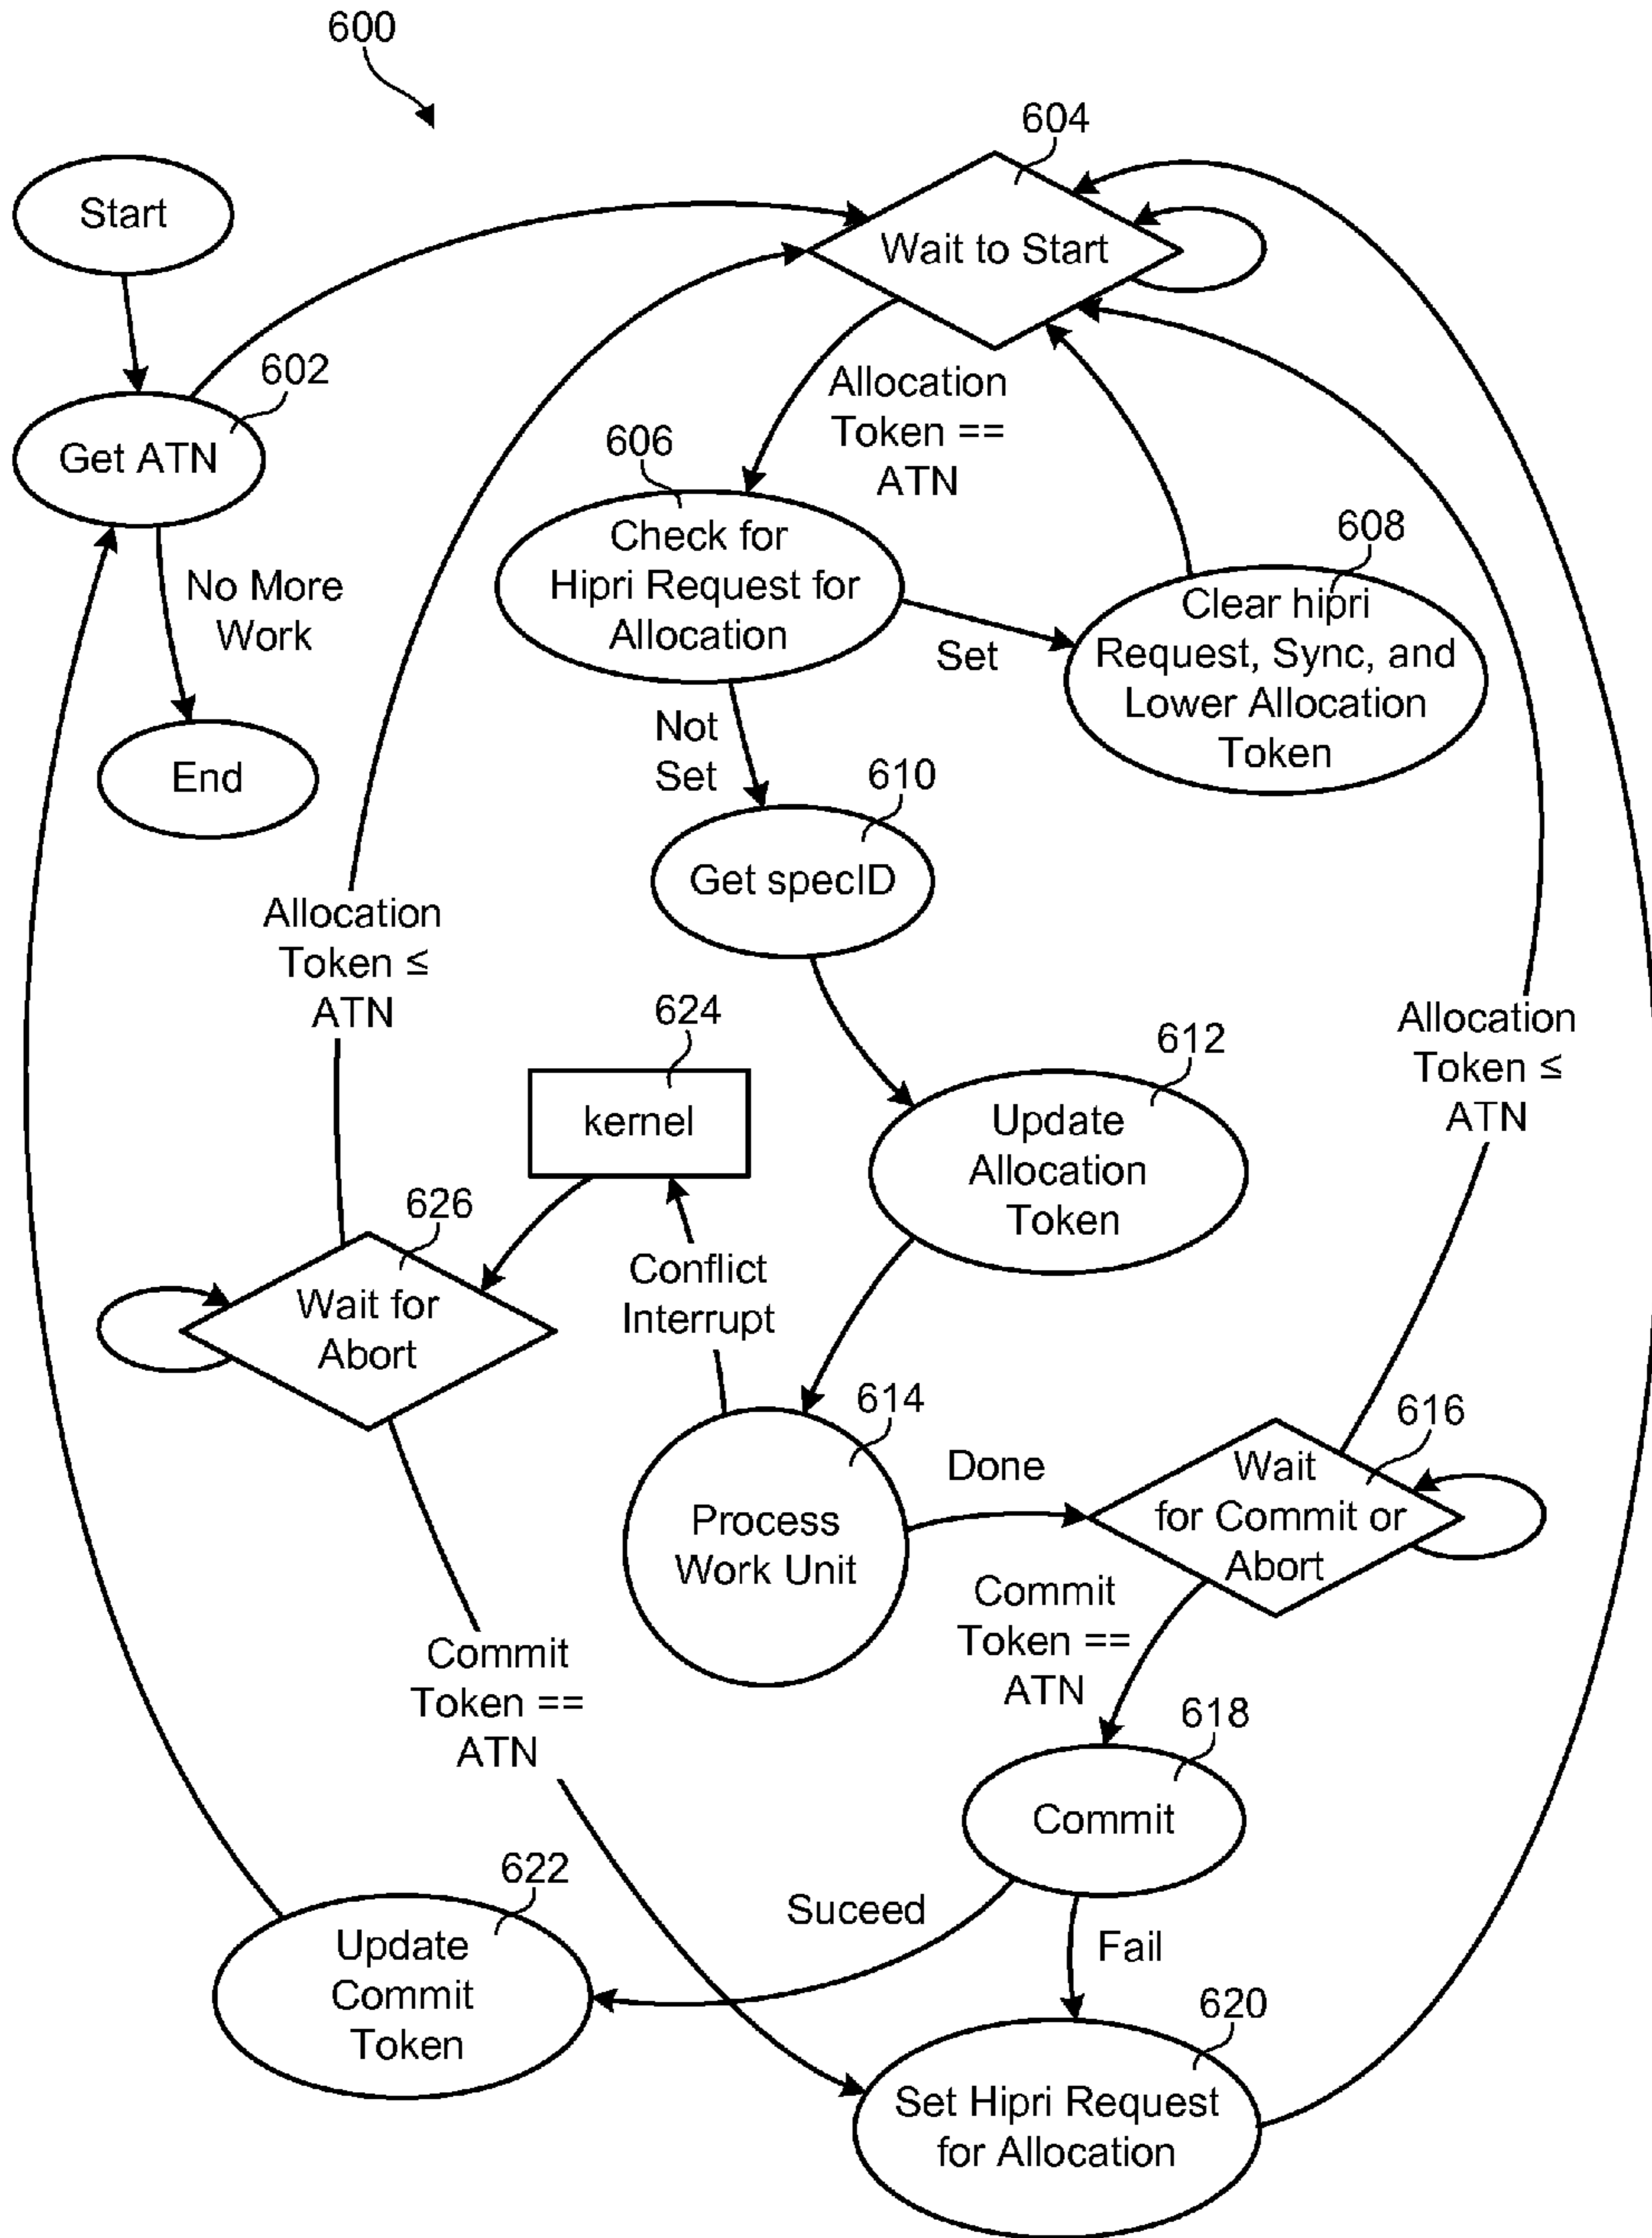 600
604
Start
Wait to Start
602
Get ATN
Allocation
Token ==
ATN
606
Check for
Hipri Request for
Allocation
608
Clear hipri
Request, Sync, and
Lower Allocation
Token
Set
No More
Work
End
Not
Set
610
Get specID
Allocation
Token ≤
ATN
624
kernel
612
Update
Allocation
Token
Allocation
Token ≤
ATN
626
Wait for
Abort
Conflict
Interrupt
614
Process
Work Unit
Done
616
Wait
for Commit or
Abort
Commit
Token ==
ATN
Commit
Token ==
ATN
618
Commit
622
Update
Commit
Token
Suceed
Fail
620
Set Hipri Request
for Allocation